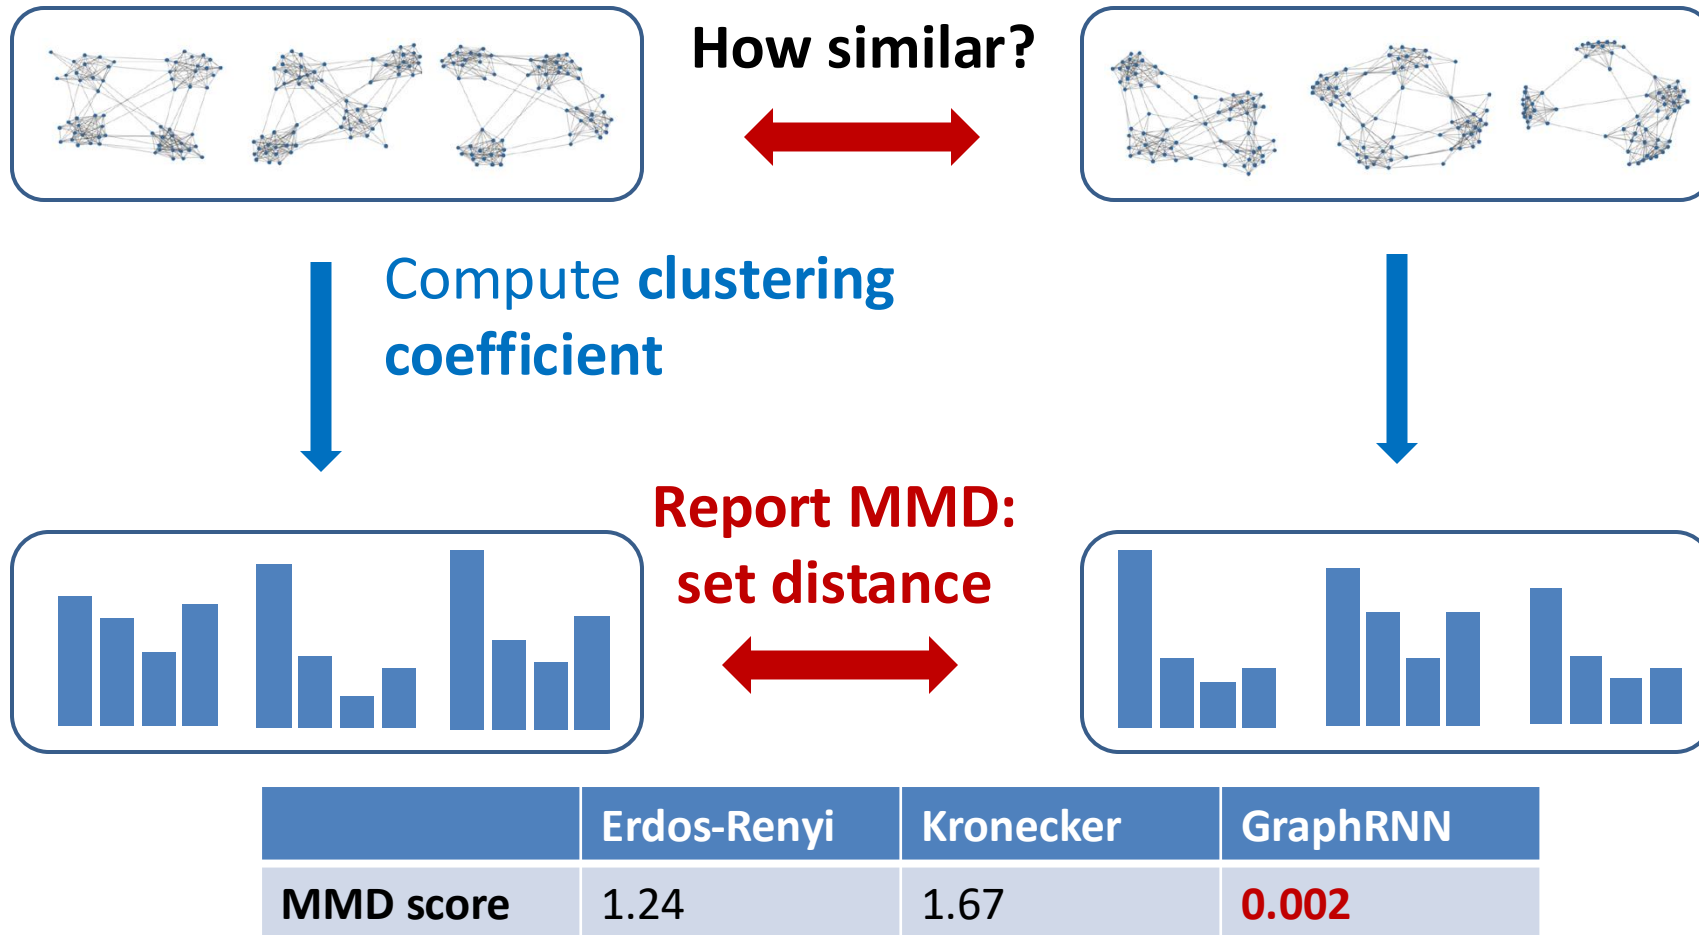 How similar?
Compute clustering
coefficient
Report MMD:
set distance
Erdos-Renyi Kronecker GraphRNN
MMD score 1.24 1.67 0.002